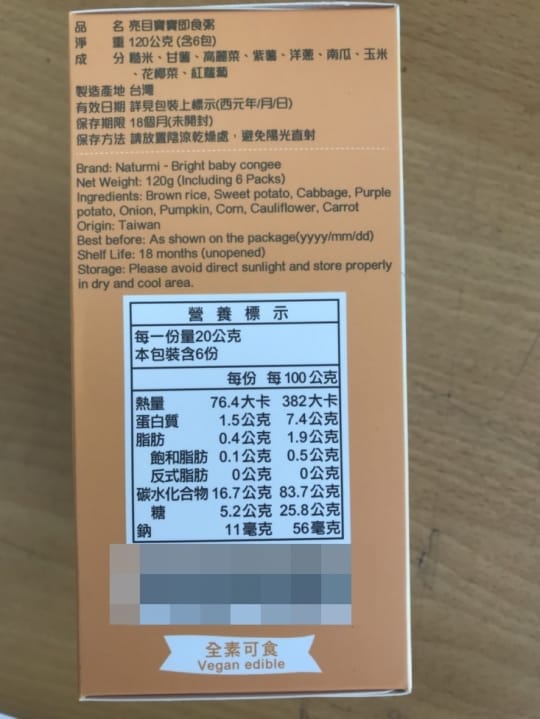 品 名 亮目寶寶即食粥
淨 重 120公克 (含6包)
成 分 糙米、甘薯、高麗菜、紫薯、洋蔥、南瓜、玉米
、花椰菜、紅蘿蔔
製造產地 台灣
有效日期 詳見包裝上標示(西元年/月/日)
保存期限 18個月(未開封)
保存方法 請放置陰涼乾燥處，避免陽光直射
Brand: Naturmi - Bright baby congee
Net Weight: 120g (Including 6 Packs)
Ingredients: Brown rice, Sweet potato, Cabbage, Purple
potato, Onion, Pumpkin, Corn, Cauliflower, Carrot
Origin: Taiwan
Best before: As shown on the package(yyyy/mm/dd)
Shelf Life: 18 months (unopened)
Storage: Please avoid direct sunlight and store properly
in dry and cool area.
營養標示
每一份量20公克
本包裝含6份
每份 每100公克
熱量 76.4大卡 382大卡
蛋白質 1.5公克 7.4公克
脂肪 0.4公克 1.9公克
飽和脂肪 0.1公克 0.5公克
反式脂肪 0公克 0公克
碳水化合物 16.7公克 83.7公克
糖 5.2公克 25.8公克
鈉 11毫克 56毫克
全素可食
Vegan edible